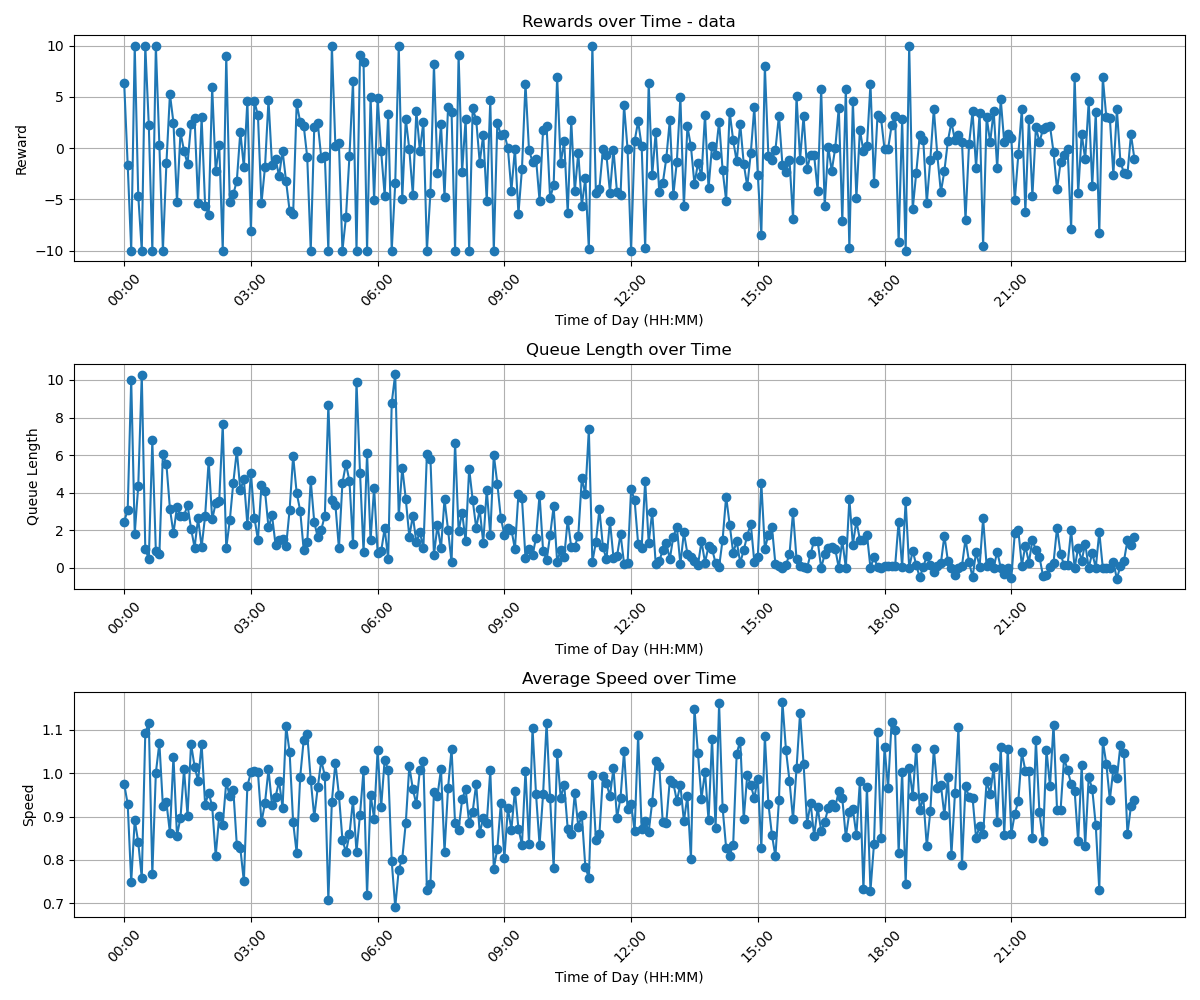 Rewards over Time - data
10
5
0
−5
−10
Reward
00:00 03:00 06:00 09:00 12:00 15:00 18:00 21:00
Time of Day (HH:MM)
Queue Length over Time
10
8
6
4
2
0
Queue Length
00:00 03:00 06:00 09:00 12:00 15:00 18:00 21:00
Time of Day (HH:MM)
Average Speed over Time
1.1
1.0
0.9
0.8
0.7
Speed
00:00 03:00 06:00 09:00 12:00 15:00 18:00 21:00
Time of Day (HH:MM)